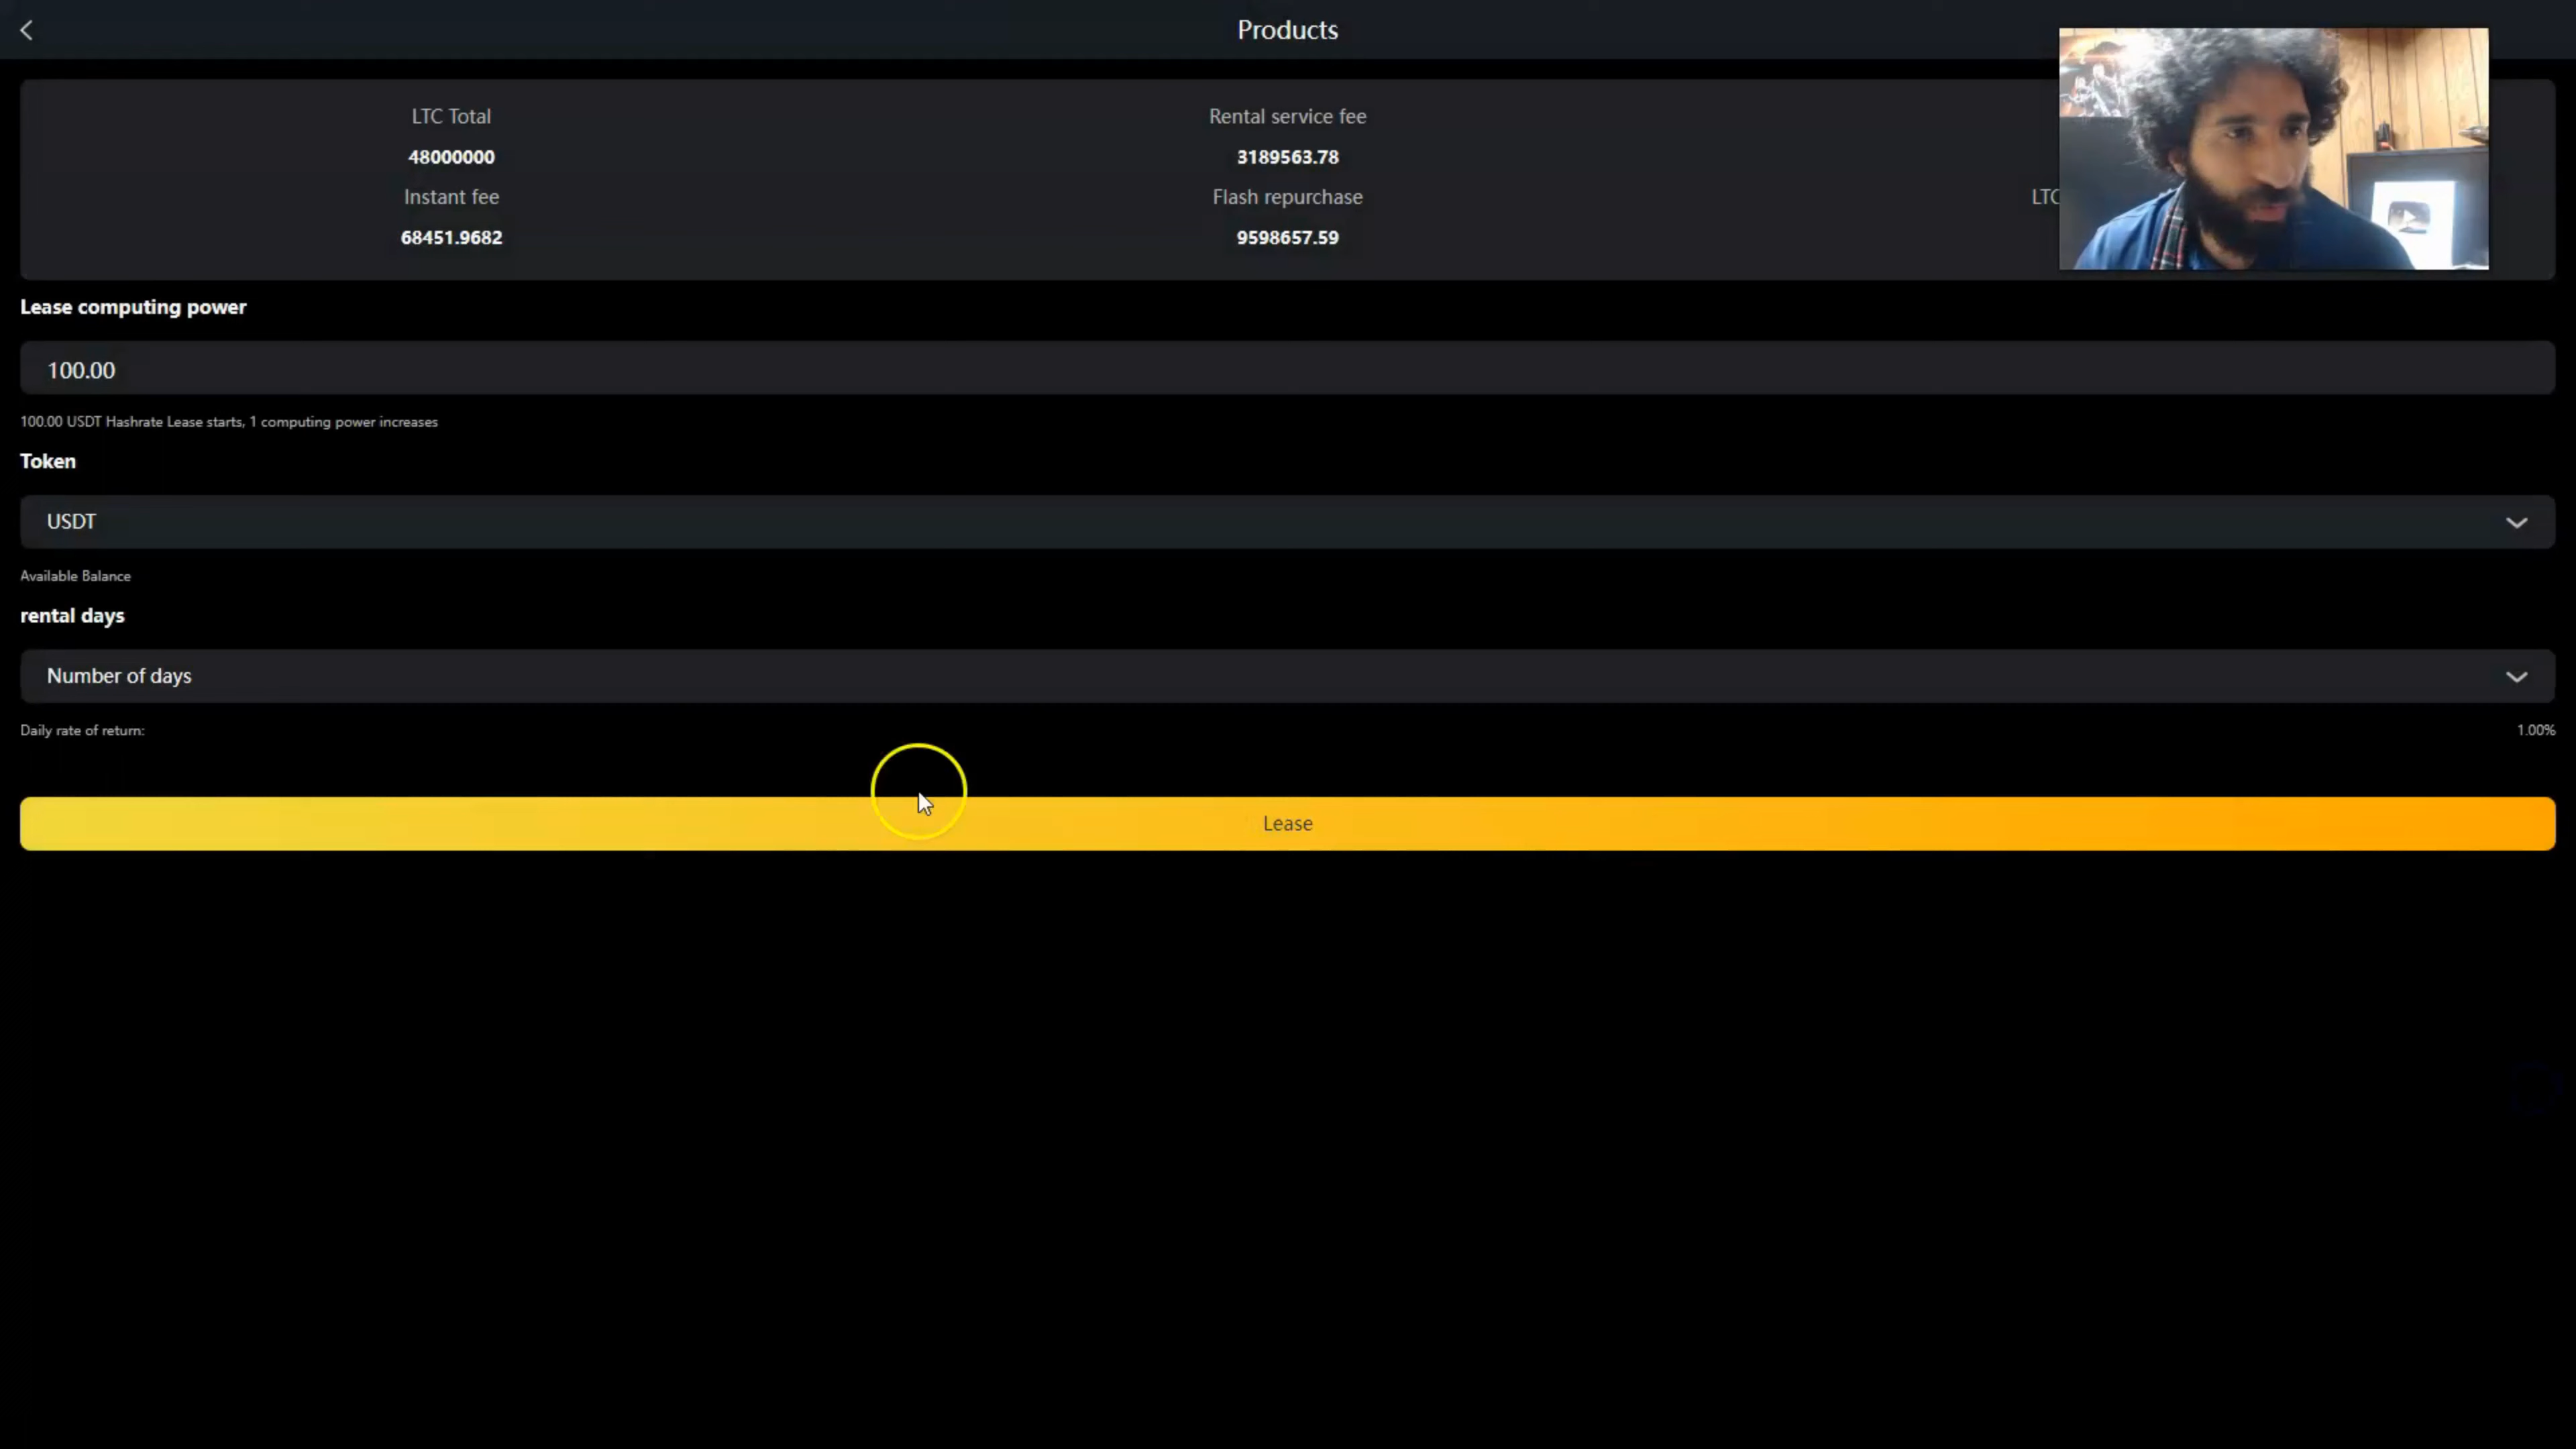 Products
LTC Total
Rental service fee
48000000
3189563.78
Instant fee
Flash repurchase
LTC
68451.9682
9598657.59
Lease computing power
100.00
100.00 USDT Hashrate Lease starts, 1 computing power increases
Token
USDT
Available Balance
rental days
Number of days
Daily rate of return:
1.00%
Lease